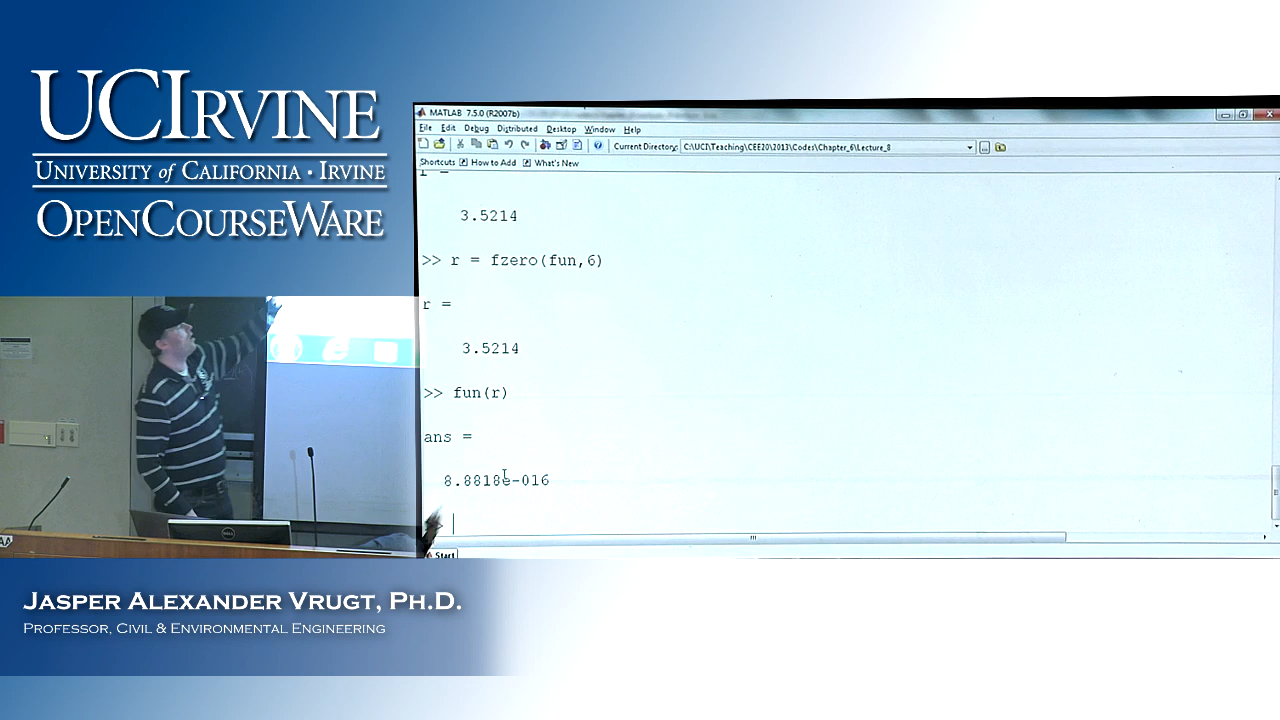 UCIRVINE
UNIVERSITY of CALIFORNIA · IRVINE
OPENCOURSEWARE
MATLAB 7.5.0 (R2007b)
File Edit Debug Distributed Desktop Window Help
Current Directory: C:\UCI\Teaching\CEE20\2013\Codes\Chapter_6\Lecture_8
Shortcuts How to Add What's New
r =
3.5214
>> r = fzero(fun,6)
r =
3.5214
>> fun(r)
ans =
8.8818e-016
Start
DELL
JASPER ALEXANDER VRUGT, PH.D.
PROFESSOR, CIVIL & ENVIRONMENTAL ENGINEERING